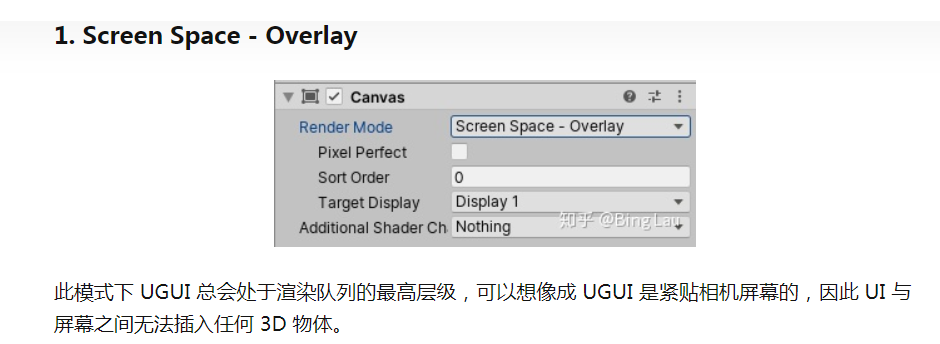 1. Screen Space - Overlay
Canvas
Render Mode Screen Space - Overlay
Pixel Perfect
Sort Order 0
Target Display Display 1
Additional Shader Ch Nothing
知乎 @Bing Lau
此模式下 UGUI 总会处于渲染队列的最高层级，可以想像成 UGUI 是紧贴相机屏幕的，因此 UI 与
屏幕之间无法插入任何 3D 物体。